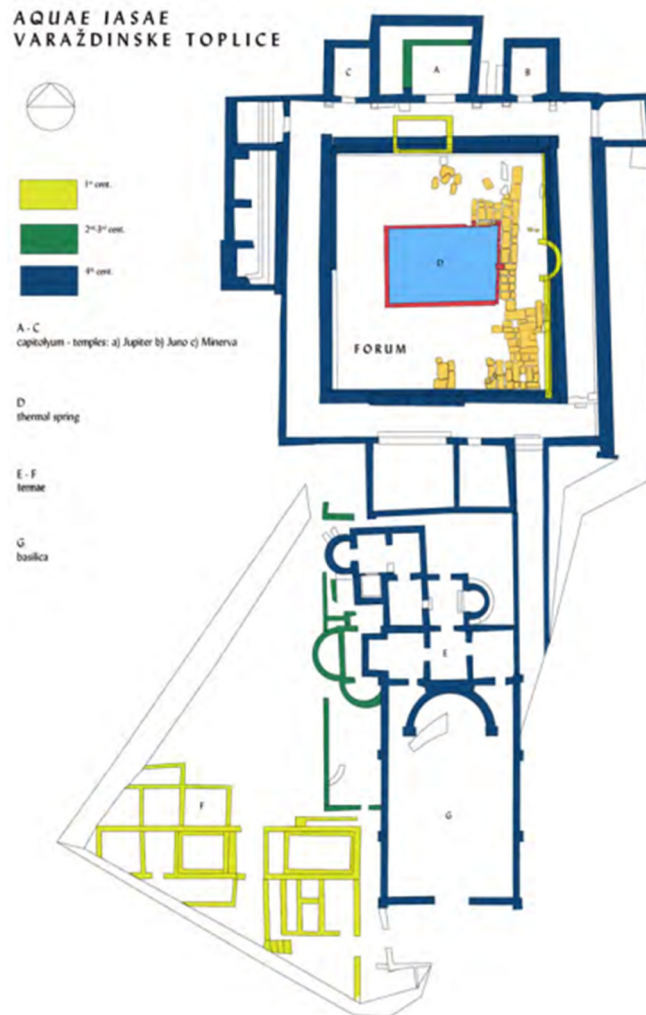 AQUAE IASAE
VARAŽDINSKE TOPLICE
C
A
B
1st cent.
2nd-3rd cent.
4th cent.
D
FORUM
A - C
capitolyum - temples: a) Jupiter b) Juno c) Minerva
D
thermal spring
E - F
termae
G
basilica
E
F
G